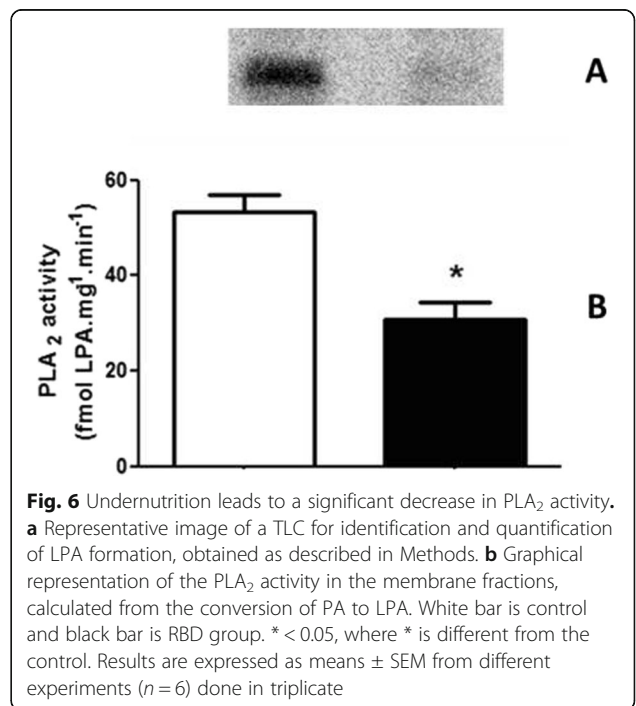 A
60
40
20
0
PLA₂ activity
(fmol LPA.mg¹.min⁻¹)
*
B
Fig. 6 Undernutrition leads to a significant decrease in PLA₂ activity.
a Representative image of a TLC for identification and quantification
of LPA formation, obtained as described in Methods. b Graphical
representation of the PLA₂ activity in the membrane fractions,
calculated from the conversion of PA to LPA. White bar is control
and black bar is RBD group. * < 0.05, where * is different from the
control. Results are expressed as means ± SEM from different
experiments (n = 6) done in triplicate